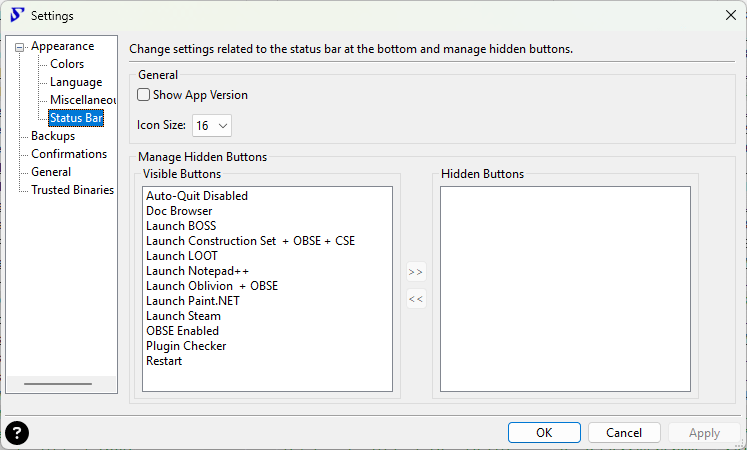 Settings
Appearance
Colors
Language
Miscellaneou
Status Bar
Backups
Confirmations
General
Trusted Binaries
Change settings related to the status bar at the bottom and manage hidden buttons.
General
Show App Version
Icon Size: 16
Manage Hidden Buttons
Visible Buttons
Auto-Quit Disabled
Doc Browser
Launch BOSS
Launch Construction Set + OBSE + CSE
Launch LOOT
Launch Notepad++
Launch Oblivion + OBSE
Launch Paint.NET
Launch Steam
OBSE Enabled
Plugin Checker
Restart
>>
<<
Hidden Buttons
?
OK Cancel Apply